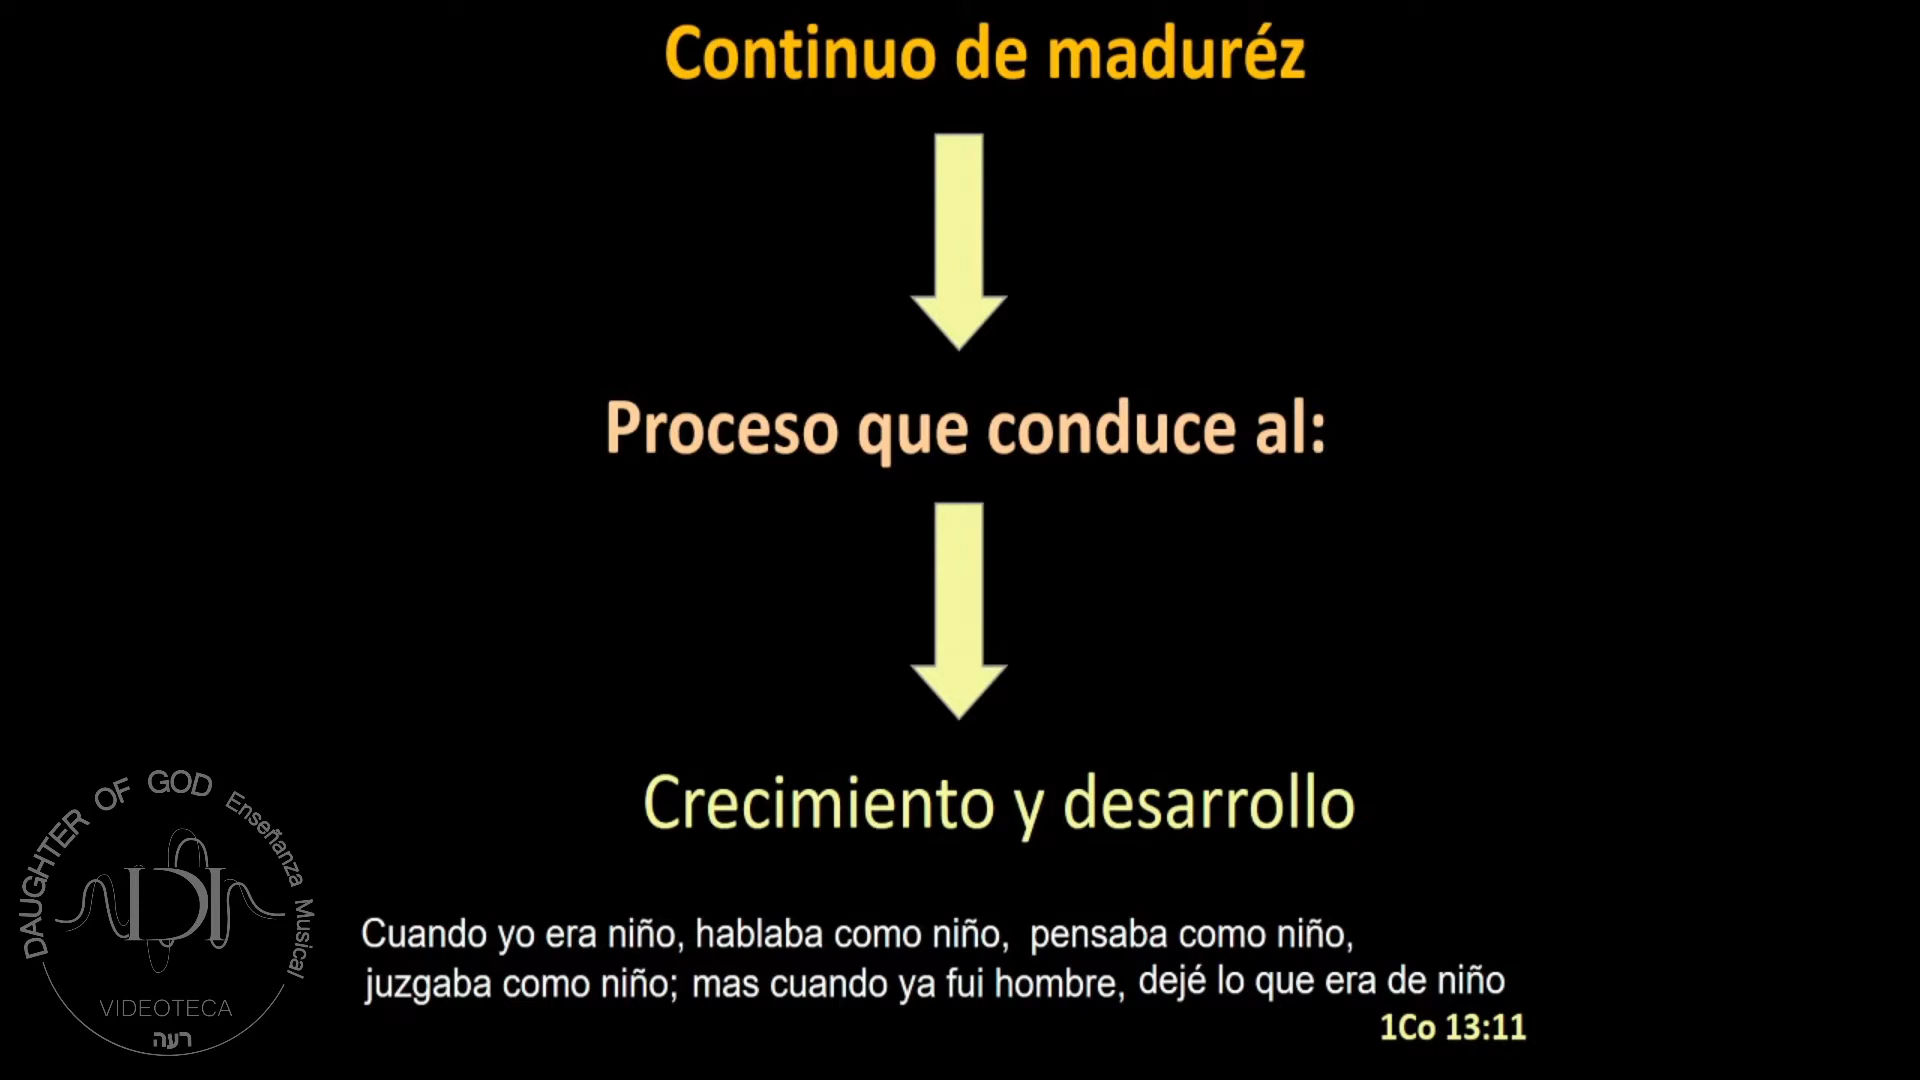 Continuo de maduréz
Proceso que conduce al:
Crecimiento y desarrollo
Cuando yo era niño, hablaba como niño, pensaba como niño,
juzgaba como niño; mas cuando ya fui hombre, dejé lo que era de niño
1Co 13:11
DAUGHTER OF GOD Enseñanza Musical
DI
VIDEOTECA
רעה